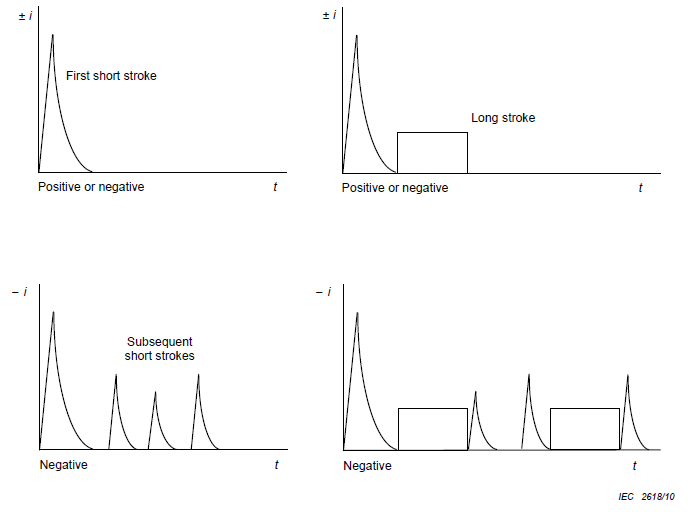 ± i
First short stroke
Positive or negative
t
± i
Long stroke
Positive or negative
t
– i
Subsequent
short strokes
Negative
t
– i
Negative
t
IEC 2618/10